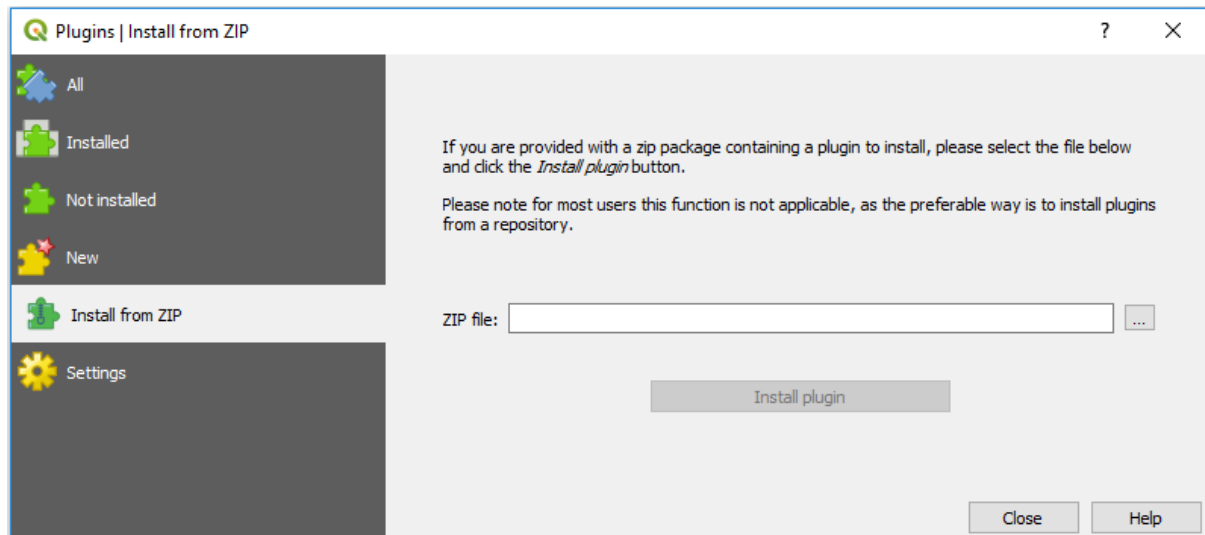 Plugins | Install from ZIP
?
All
Installed
Not installed
New
Install from ZIP
Settings
If you are provided with a zip package containing a plugin to install, please select the file below
and click the Install plugin button.
Please note for most users this function is not applicable, as the preferable way is to install plugins
from a repository.
ZIP file:
...
Install plugin
Close
Help